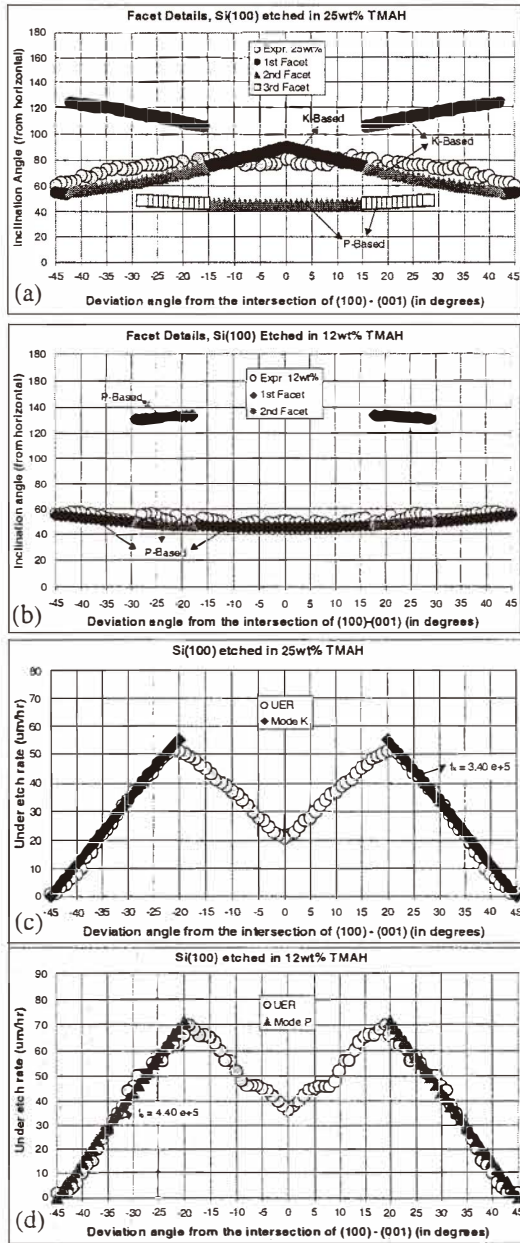 Facet Details, Si(100) etched in 25wt% TMAH
Inclination Angle (from horizontal)
180
160
140
120
100
80
60
40
20
0
Expr. 25wt%
1st Facet
2nd Facet
3rd Facet
K-Based
K-Based
P-Based
-45 -40 -35 -30 -25 -20 -15 -10 -5 0 5 10 15 20 25 30 35 40 45
(a)
Deviation angle from the intersection of (100) - (001) (in degrees)
Facet Details, Si(100) Etched in 12wt% TMAH
Inclination angle (from horizontal)
180
160
140
120
100
80
60
40
20
0
P-Based
Expr 12wt%
1st Facet
2nd Facet
P-Based
-45 -40 -35 -30 -25 -20 -15 -10 -5 0 5 10 15 20 25 30 35 40 45
(b)
Deviation angle from the intersection of (100)-(001) (in degrees)
Si(100) etched in 25wt% TMAH
Under etch rate (um/hr)
80
70
60
50
40
30
20
10
0
UER
Mode K
= 3.40 e+5
-45 -40 -35 -30 -25 -20 -15 -10 -5 0 5 10 15 20 25 30 35 40 45
(c)
Deviation angle from the intersection of (100) - (001) (in degrees)
Si(100) etched in 12wt% TMAH
Under etch rate (um/hr)
90
80
70
60
50
40
30
20
10
0
UER
Mode P
= 4.40 e+5
-45 -40 -35 -30 -25 -20 -15 -10 -5 0 5 10 15 20 25 30 35 40 45
(d)
Deviation angle from the intersection of (100) - (001) (in degrees)